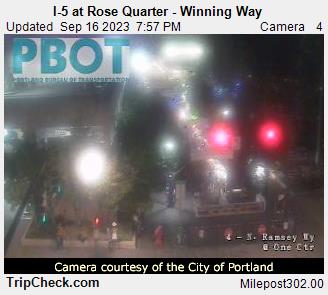 I-5 at Rose Quarter - Winning Way
Updated Sep 16 2023 7:57 PM Camera 4
PBOT
PORTLAND BUREAU OF TRANSPORTATION
4 - N. Ramsey Wy
@ One Ctr
Camera courtesy of the City of Portland
TripCheck.com Milepost302.00